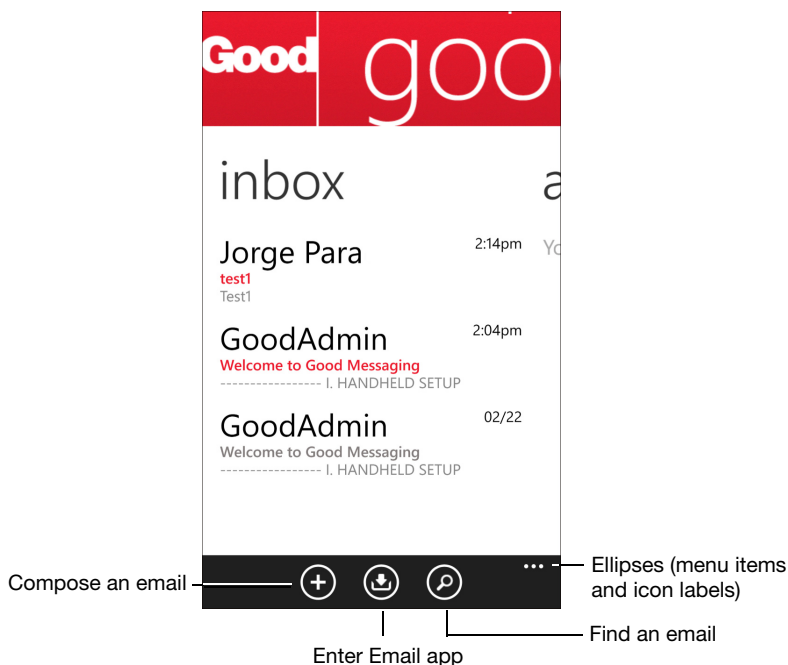 Good
goo
inbox
a
Jorge Para 2:14pm
Yo
test1
Test1
GoodAdmin 2:04pm
Welcome to Good Messaging
----------------- I. HANDHELD SETUP
GoodAdmin 02/22
Welcome to Good Messaging
----------------- I. HANDHELD SETUP
Compose an email
Ellipses (menu items
and icon labels)
Find an email
Enter Email app